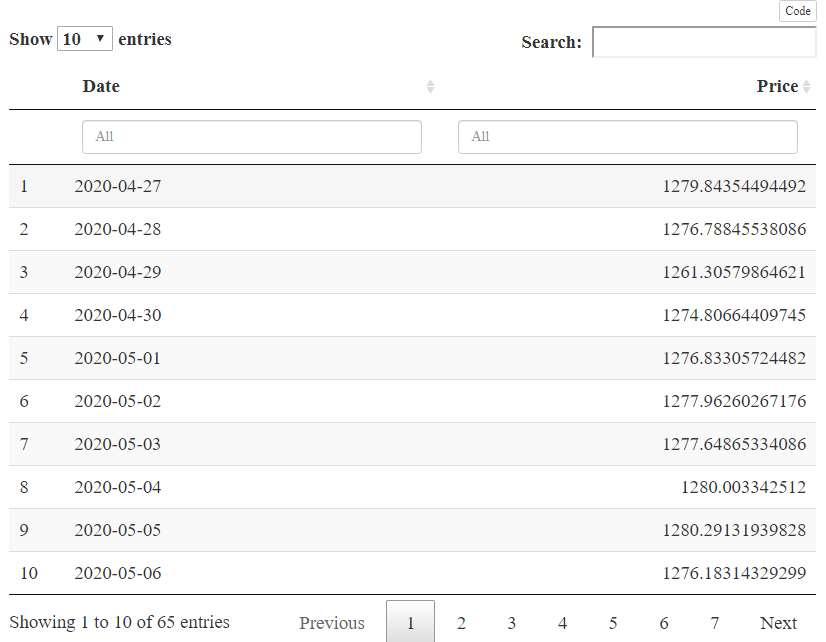 Code
Show 10 entries Search:
Date Price
All All
1 2020-04-27 1279.84354494492
2 2020-04-28 1276.78845538086
3 2020-04-29 1261.30579864621
4 2020-04-30 1274.80664409745
5 2020-05-01 1276.83305724482
6 2020-05-02 1277.96260267176
7 2020-05-03 1277.64865334086
8 2020-05-04 1280.003342512
9 2020-05-05 1280.29131939828
10 2020-05-06 1276.18314329299
Showing 1 to 10 of 65 entries Previous 1 2 3 4 5 6 7 Next